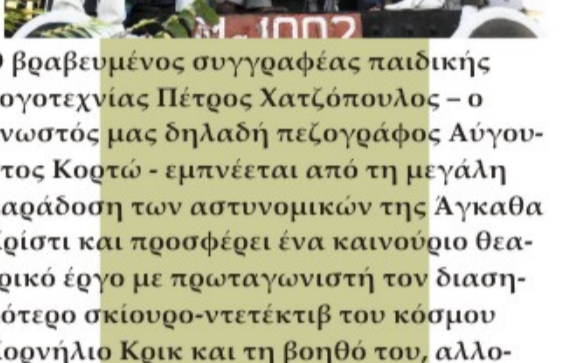 1002
βραβευμένος συγγραφέας παιδικής
ογοτεχνίας Πέτρος Χατζόπουλος – ο
νωστός μας δηλαδή πεζογράφος Αύγου-
τος Κορτώ - εμπνέεται από τη μεγάλη
αράδοση των αστυνομικών της Άγκαθα
ρίστι και προσφέρει ένα καινούριο θεα-
ρικό έργο με πρωταγωνιστή τον διαση-
ότερο σκίουρο-ντετέκτιβ του κόσμου
ορνήλιο Κρικ και τη βοηθό του, αλλο-